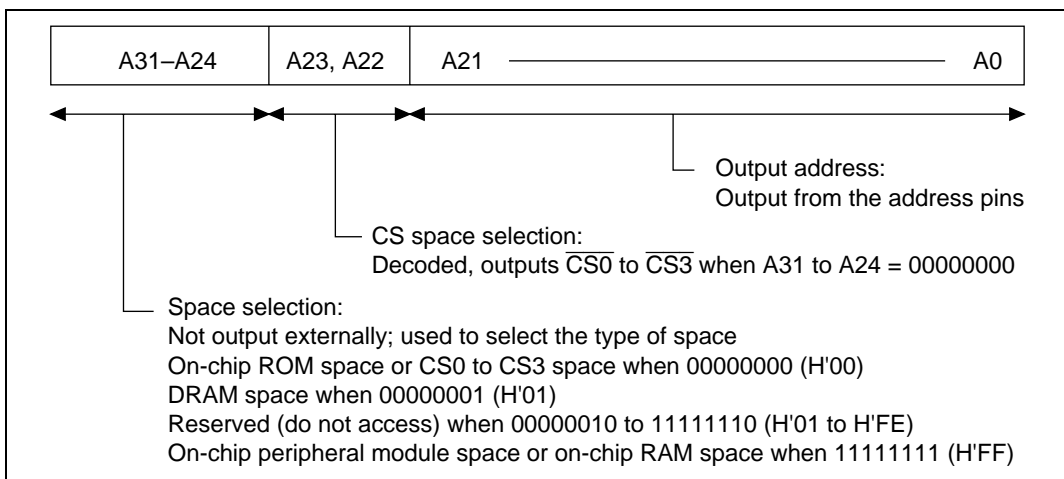 A31–A24 A23, A22 A21 A0
Output address:
Output from the address pins
CS space selection:
Decoded, outputs C̅S̅0̅ to C̅S̅3̅ when A31 to A24 = 00000000
Space selection:
Not output externally; used to select the type of space
On-chip ROM space or CS0 to CS3 space when 00000000 (H'00)
DRAM space when 00000001 (H'01)
Reserved (do not access) when 00000010 to 11111110 (H'01 to H'FE)
On-chip peripheral module space or on-chip RAM space when 11111111 (H'FF)